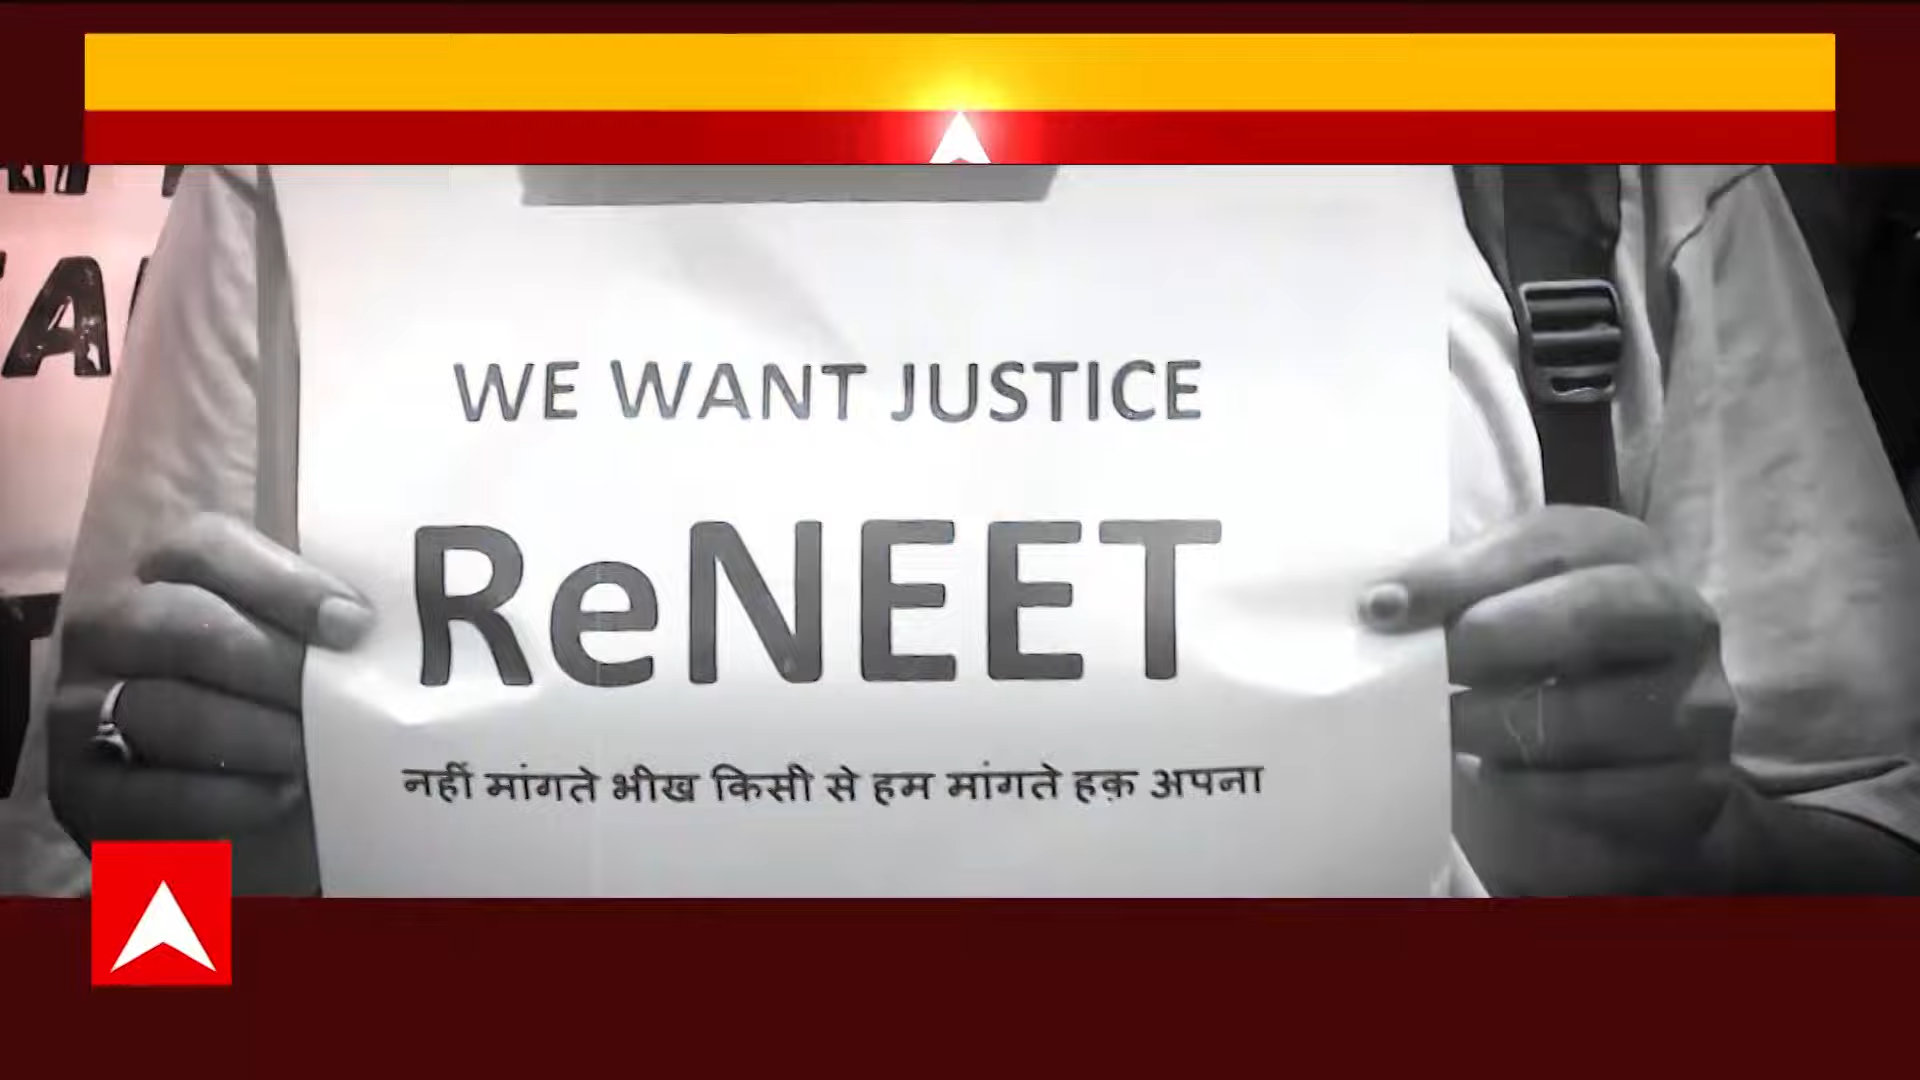 WE WANT JUSTICE
ReNEET
नहीं मांगते भीख किसी से हम मांगते हक़ अपना